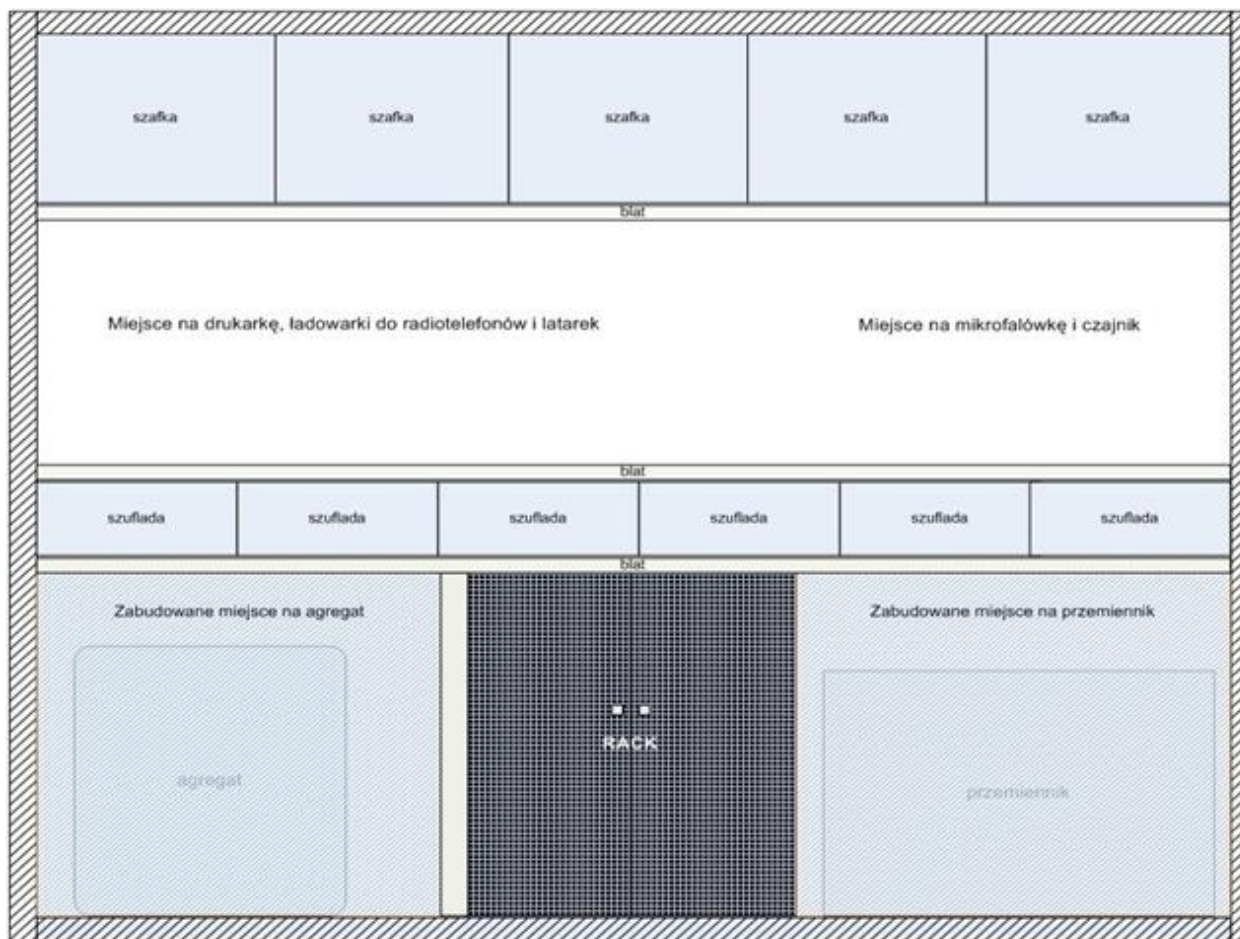 szafka szafka szafka szafka szafka
blat
Miejsce na drukarkę, ładowarki do radiotelefonów i latarek
Miejsce na mikrofalówkę i czajnik
blat
szuflada szuflada szuflada szuflada szuflada szuflada
blat
Zabudowane miejsce na agregat
Zabudowane miejsce na przemiennik
RACK
agregat
przemiennik